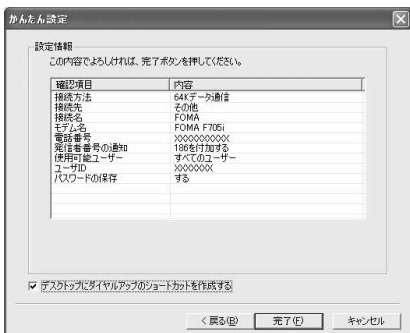 かんたん設定
設定情報
この内容でよろしければ、完了ボタンを押してください。
確認項目 内容
接続方法 64Kデータ通信
接続先 その他
接続名 FOMA
モデム名 FOMA F705i
電話番号 XXXXXXXXXX
発信者番号の通知 186を付加する
使用可能ユーザー すべてのユーザー
ユーザID XXXXXXX
パスワードの保存 する
デスクトップにダイヤルアップのショートカットを作成する
< 戻る(B) 完了(F) キャンセル